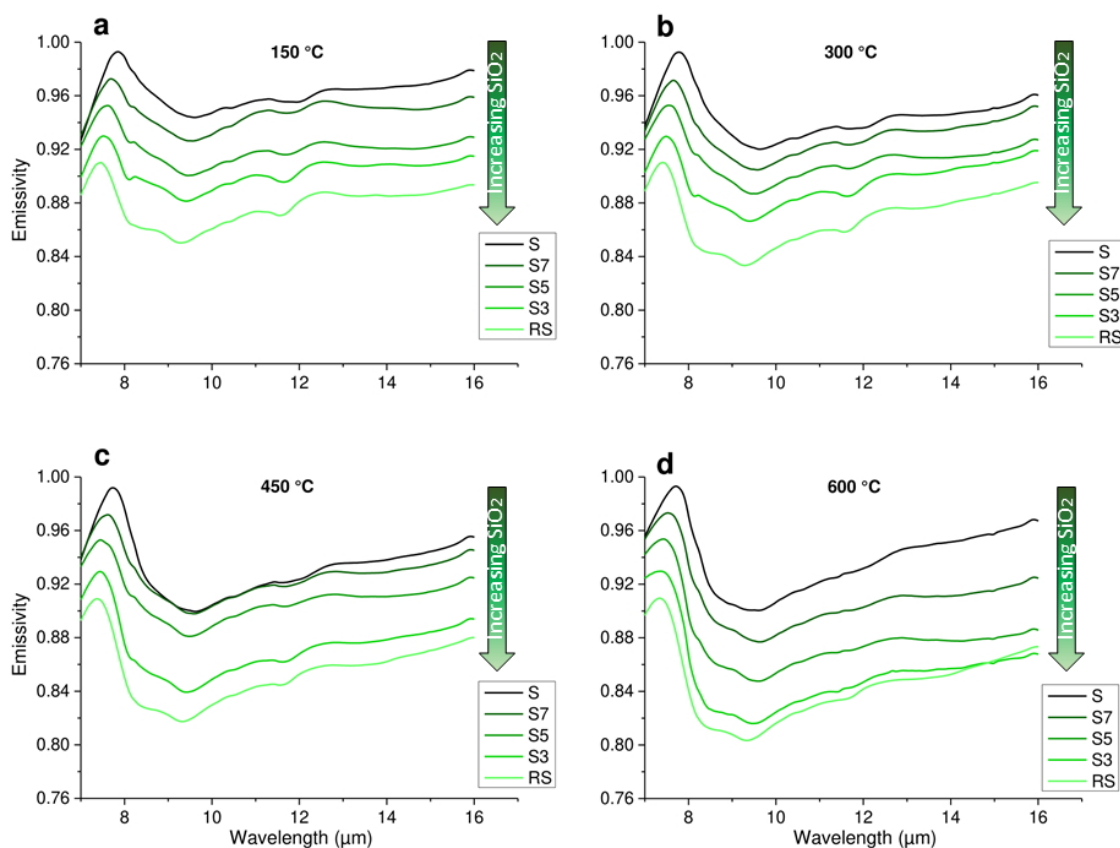 a
150 °C
1.00
0.96
0.92
0.88
0.84
0.80
0.76
Emissivity
8
10
12
14
16
Increasing SiO2
S
S7
S5
S3
RS
b
300 °C
1.00
0.96
0.92
0.88
0.84
0.80
0.76
8
10
12
14
16
Increasing SiO2
S
S7
S5
S3
RS
c
450 °C
1.00
0.96
0.92
0.88
0.84
0.80
0.76
Emissivity
8
10
12
14
16
Wavelength (µm)
Increasing SiO2
S
S7
S5
S3
RS
d
600 °C
1.00
0.96
0.92
0.88
0.84
0.80
0.76
8
10
12
14
16
Wavelength (µm)
Increasing SiO2
S
S7
S5
S3
RS